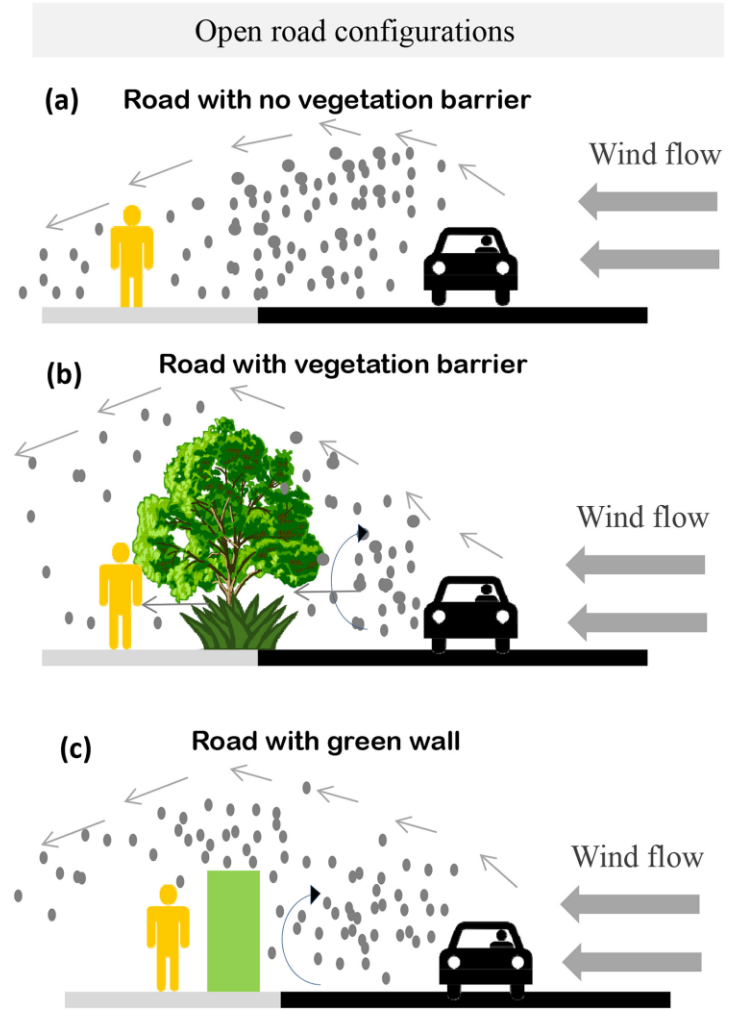 Open road configurations
(a) Road with no vegetation barrier
Wind flow
(b) Road with vegetation barrier
Wind flow
(c) Road with green wall
Wind flow